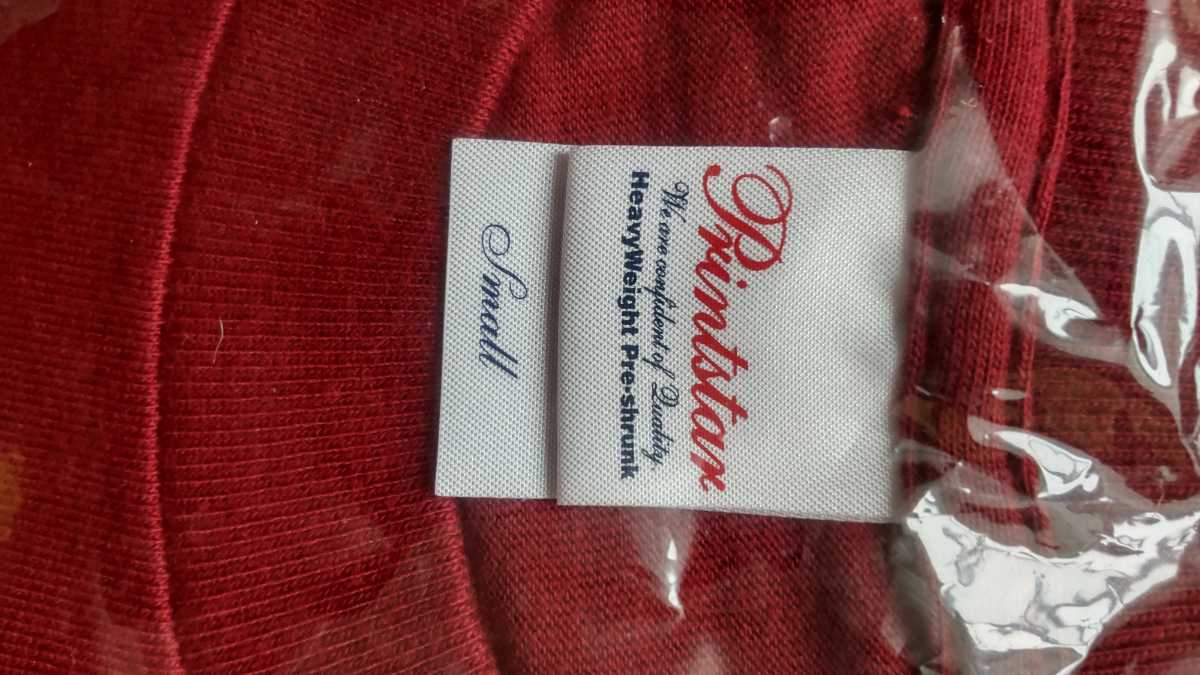 Printstar
We are confident of Quality
HeavyWeight Pre-shrunk
Small